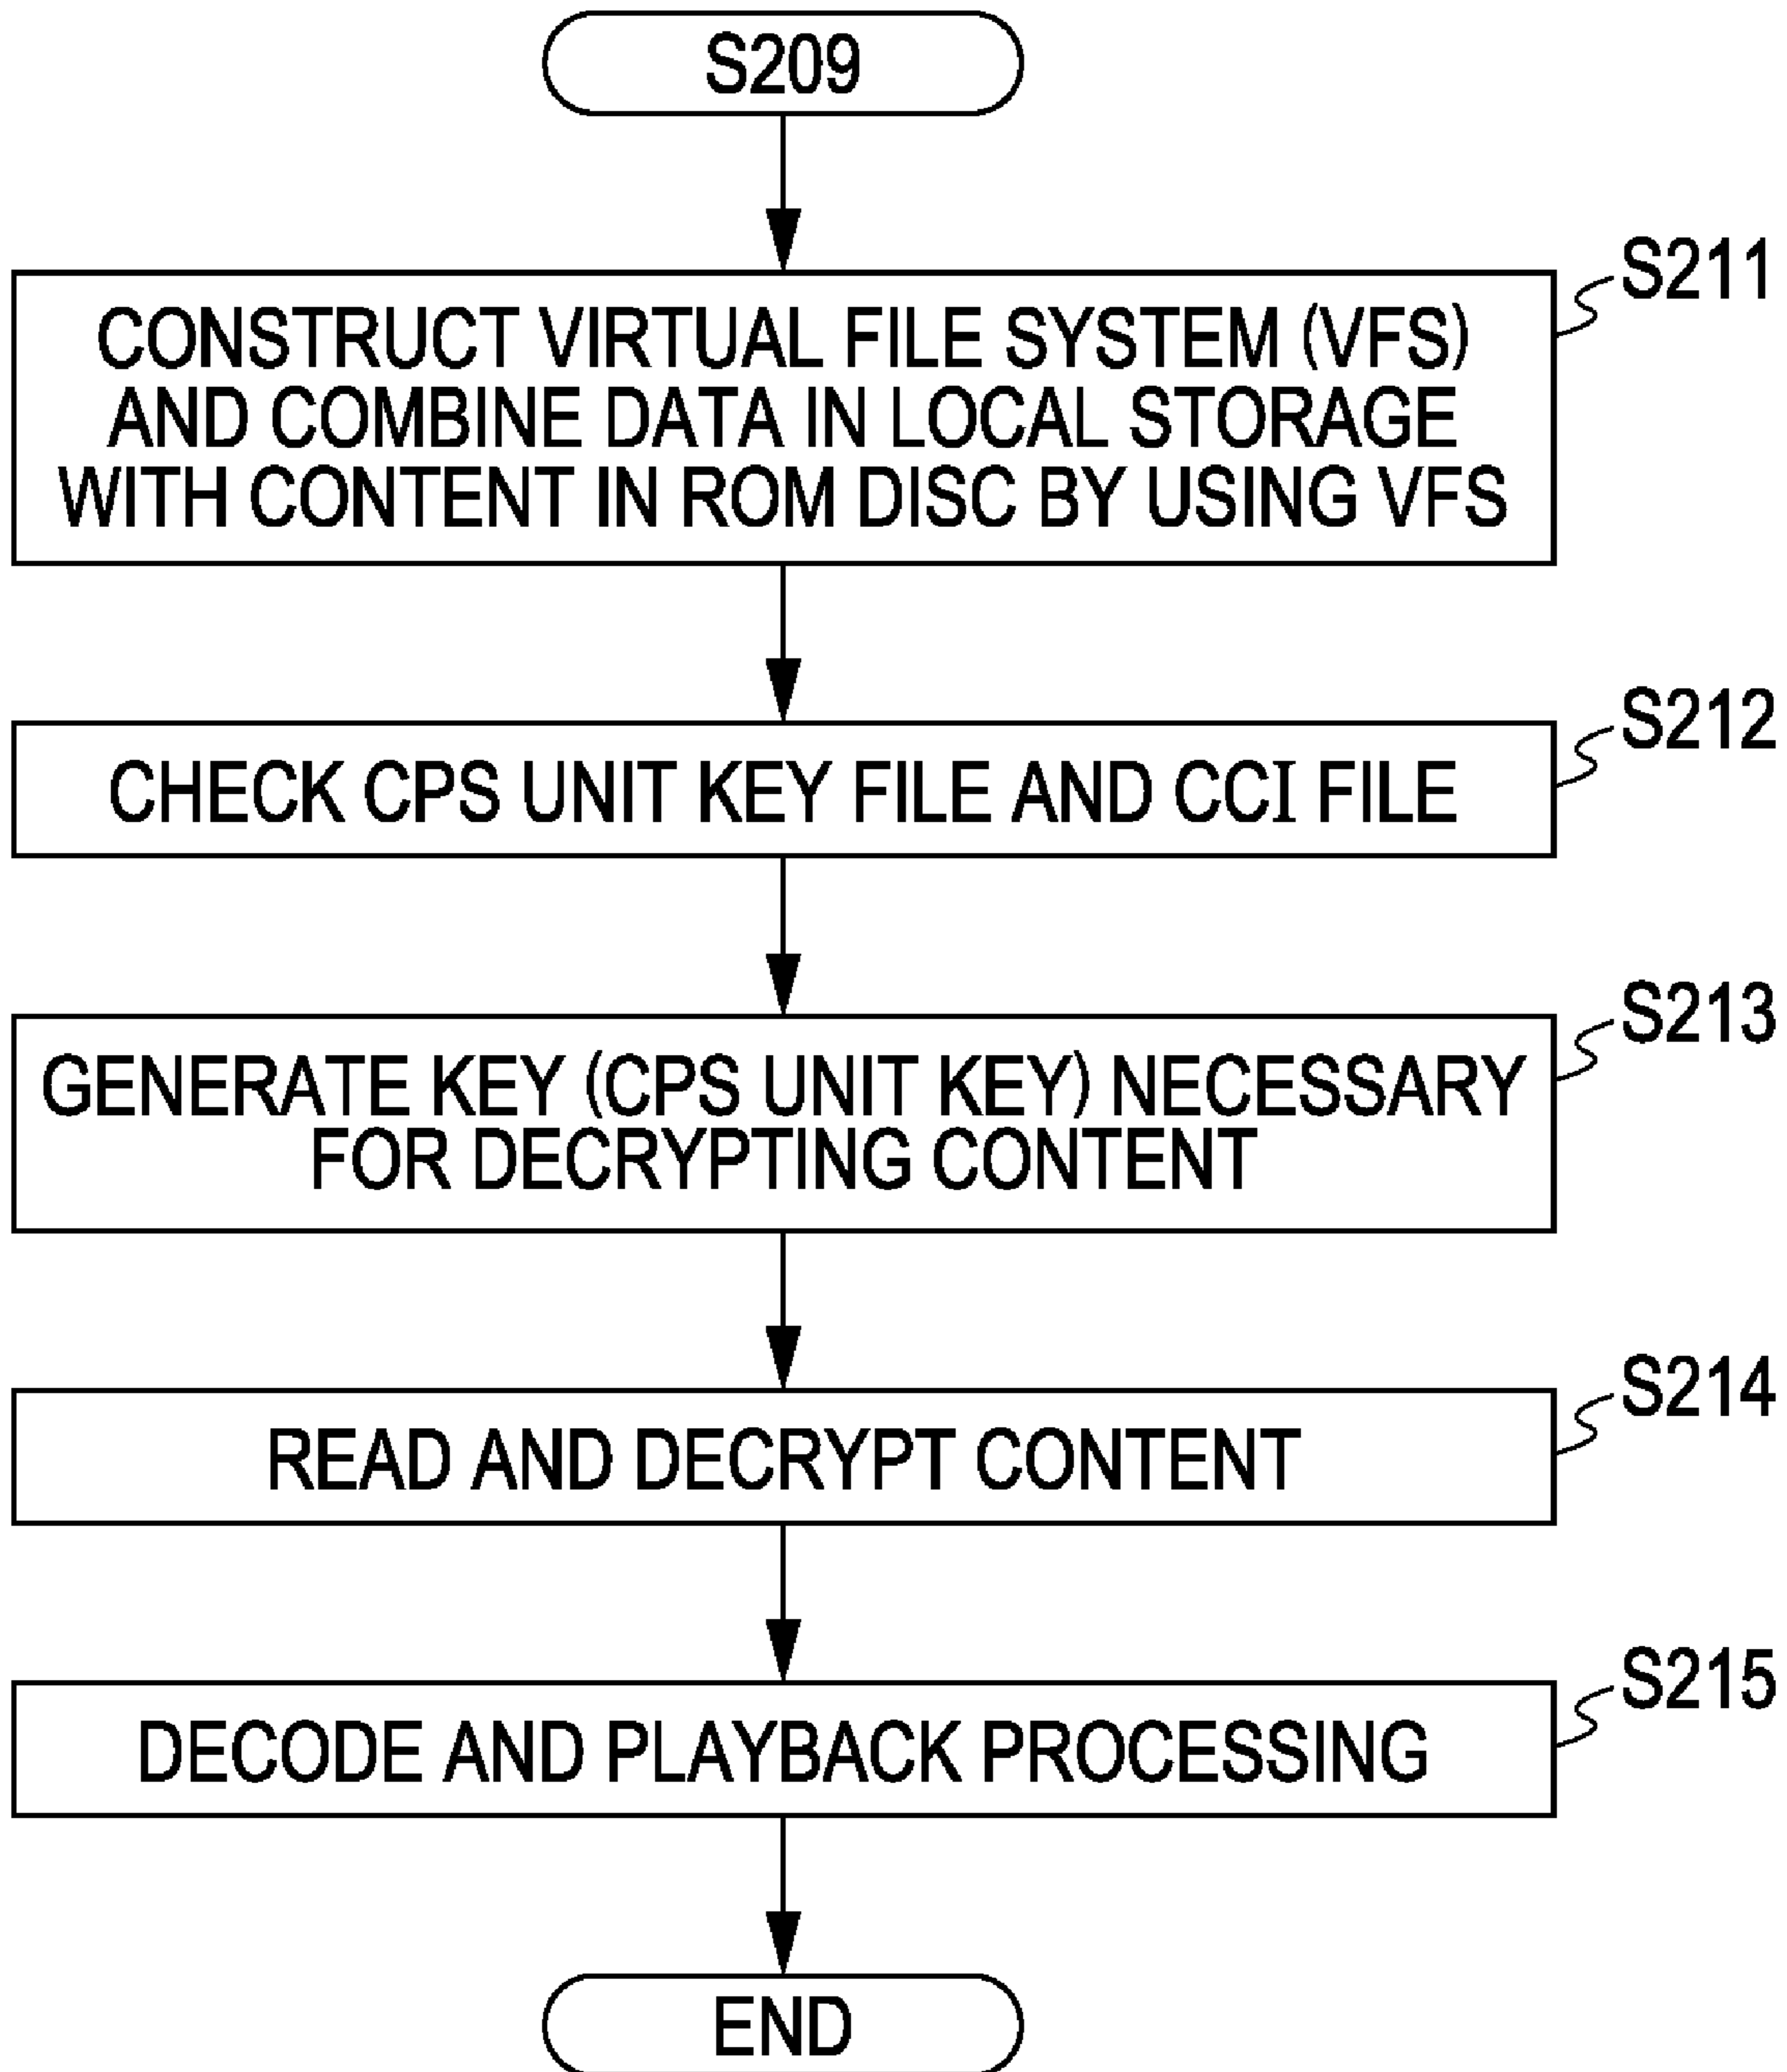 S209
S211
CONSTRUCT VIRTUAL FILE SYSTEM (VFS)
AND COMBINE DATA IN LOCAL STORAGE
WITH CONTENT IN ROM DISC BY USING VFS
S212
CHECK CPS UNIT KEY FILE AND CCI FILE
S213
GENERATE KEY (CPS UNIT KEY) NECESSARY
FOR DECRYPTING CONTENT
S214
READ AND DECRYPT CONTENT
S215
DECODE AND PLAYBACK PROCESSING
END